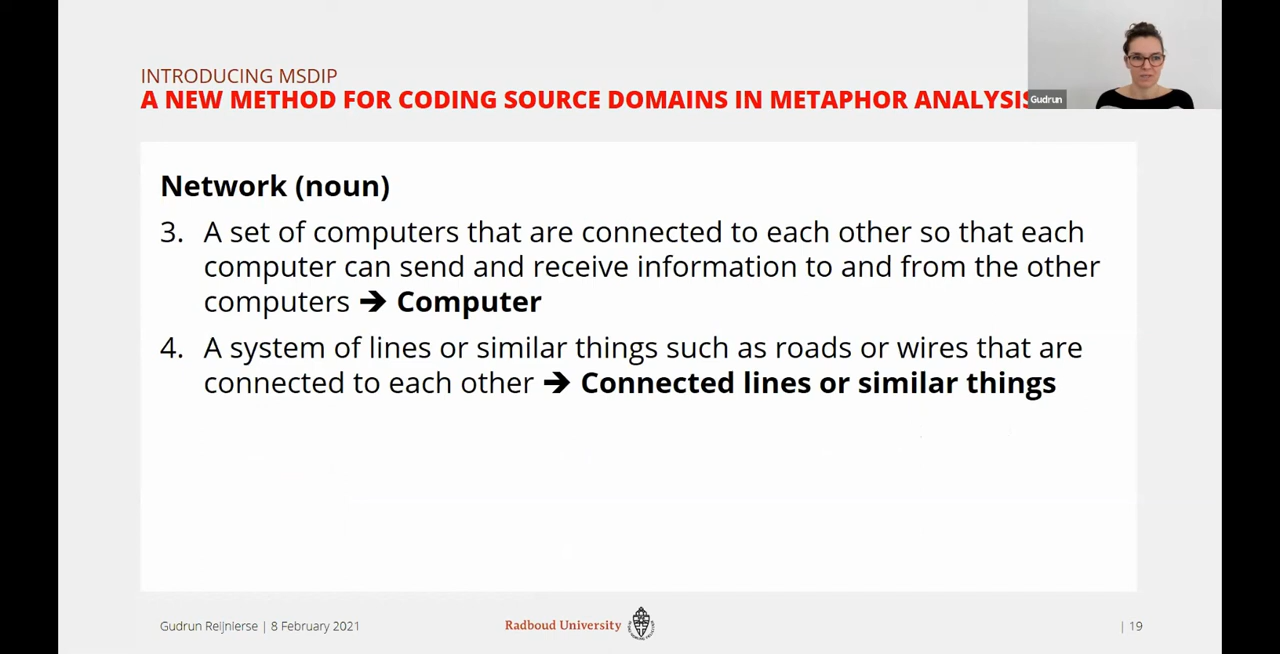 INTRODUCING MSDIP
A NEW METHOD FOR CODING SOURCE DOMAINS IN METAPHOR ANALYSIS
Gudrun
Network (noun)
3. A set of computers that are connected to each other so that each
computer can send and receive information to and from the other
computers ➔ Computer
4. A system of lines or similar things such as roads or wires that are
connected to each other ➔ Connected lines or similar things
Gudrun Reijnierse | 8 February 2021
Radboud University
| 19